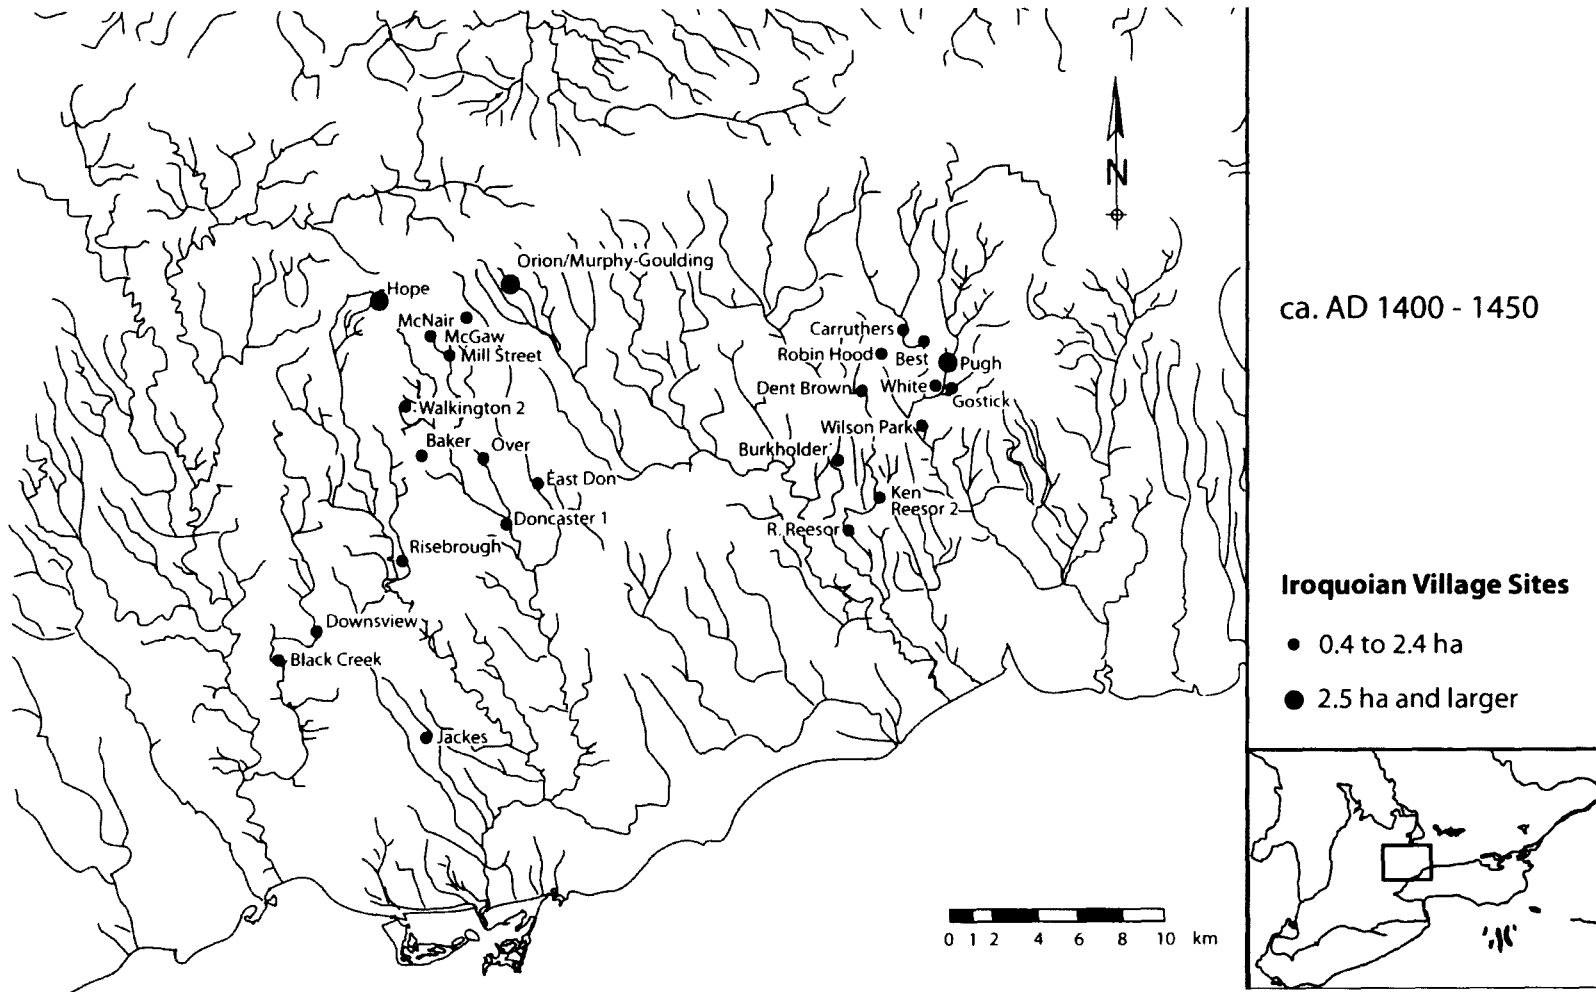 N
Orion/Murphy-Goulding
Hope
McNair
McGaw
Mill Street
Carruthers
Robin Hood
Best
Pugh
Dent Brown
White
Gostick
Walkington 2
Wilson Park
Baker
Over
Burkholder
East Don
Ken
Reesor 2
Doncaster 1
R. Reesor
Risebrough
Downsview
Black Creek
Jackes
0 1 2 4 6 8 10 km
ca. AD 1400 - 1450
Iroquoian Village Sites
0.4 to 2.4 ha
2.5 ha and larger